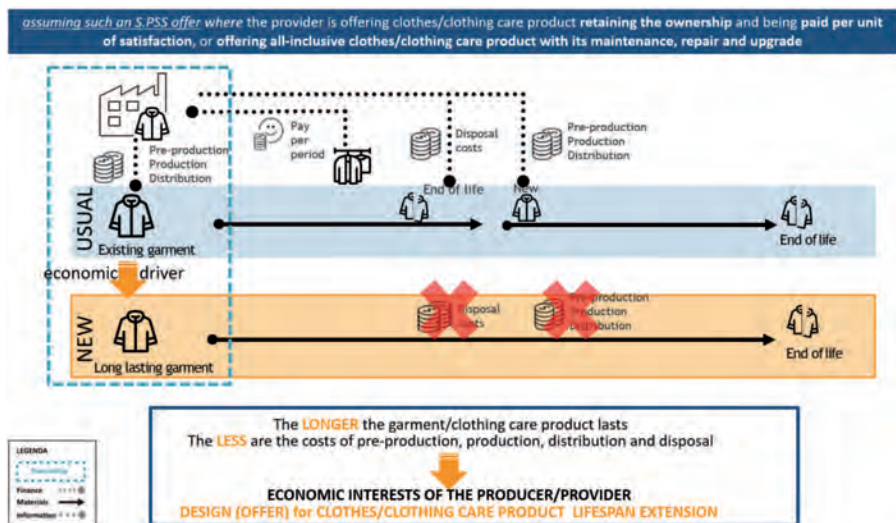 assuming such an S.PSS offer where the provider is offering clothes/clothing care product retaining the ownership and being paid per unit
of satisfaction, or offering all-inclusive clothes/clothing care product with its maintenance, repair and upgrade
Pay
per
period
Pre-production
Production
Distribution
Disposal
costs
Pre-production
Production
Distribution
USUAL
Existing garment
End of life
New
End of life
economic driver
NEW
Long lasting garment
Disposal
costs
Pre-production
Production
Distribution
End of life
The LONGER the garment/clothing care product lasts
The LESS are the costs of pre-production, production, distribution and disposal
ECONOMIC INTERESTS OF THE PRODUCER/PROVIDER
DESIGN (OFFER) for CLOTHES/CLOTHING CARE PRODUCT LIFESPAN EXTENSION
LEGENDA
Finance
Materials
Information